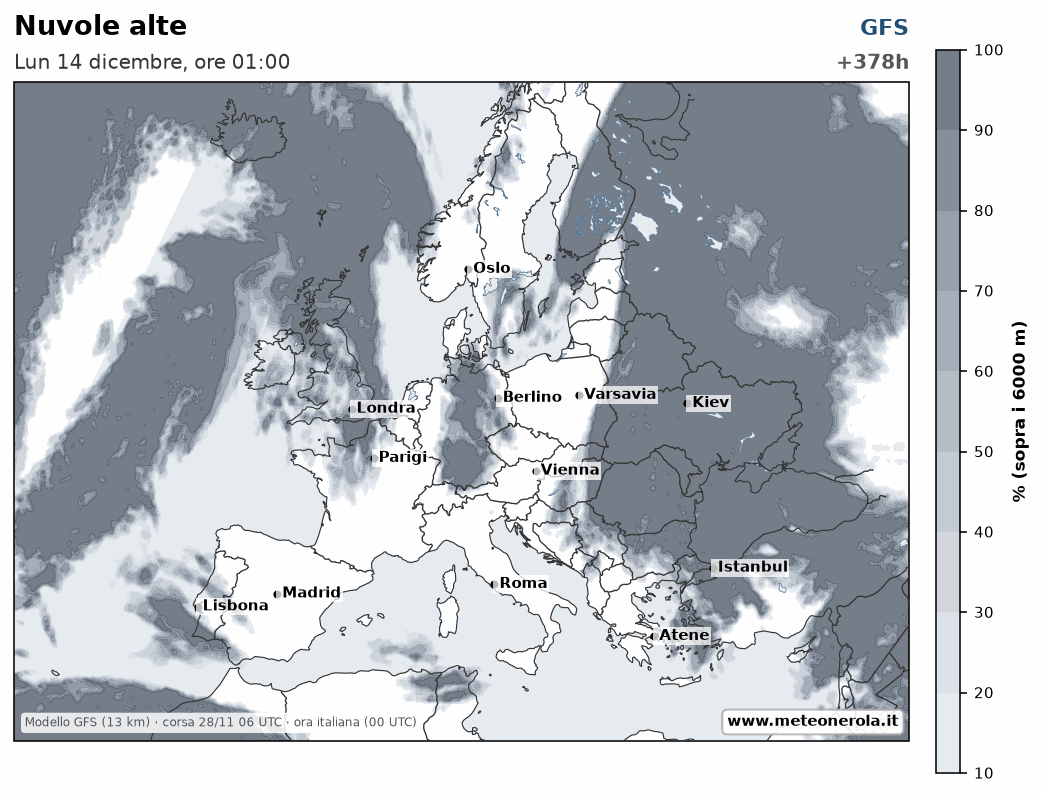 Nuvole alte
GFS
Lun 14 dicembre, ore 01:00
+378h
100
90
80
70
60
50
40
30
20
10
% (sopra i 6000 m)
Oslo
Berlino
Varsavia
Kiev
Londra
Parigi
Vienna
Istanbul
Roma
Madrid
Lisbona
Atene
Modello GFS (13 km) · corsa 28/11 06 UTC · ora italiana (00 UTC)
www.meteonerola.it